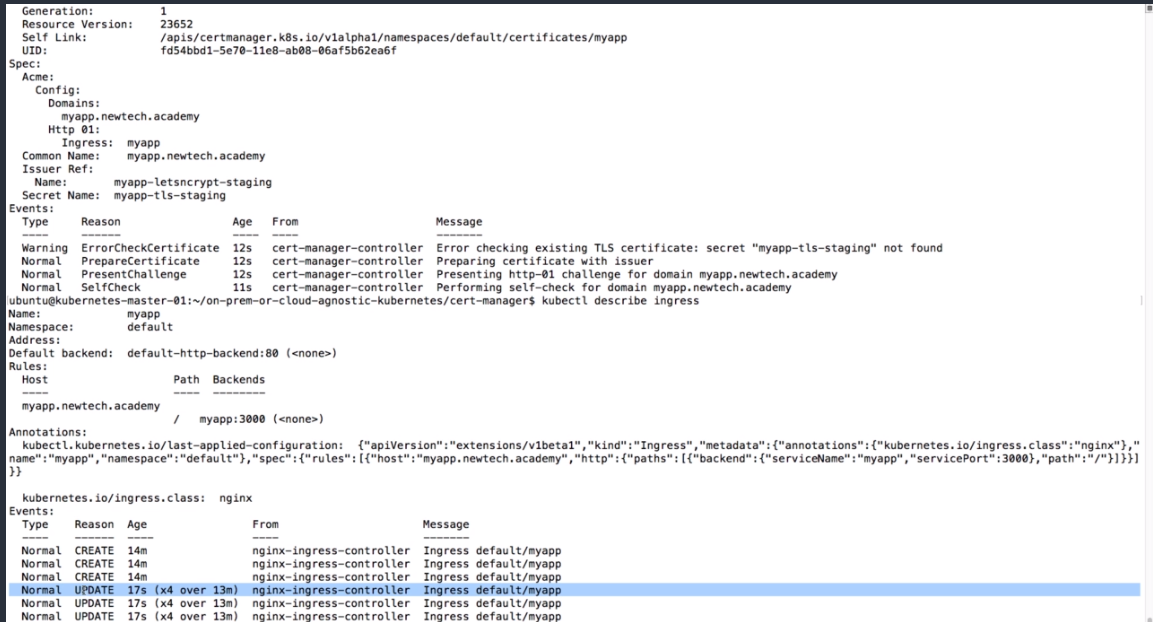 Generation:          1
Resource Version:    23652
Self Link:           /apis/certmanager.k8s.io/v1alpha1/namespaces/default/certificates/myapp
UID:                 fd54bbd1-5e70-11e8-ab08-06af5b62ea6f
Spec:
Acme:
Config:
Domains:
myapp.newtech.academy
Http 01:
Ingress:  myapp
Common Name:    myapp.newtech.academy
Issuer Ref:
Name:         myapp-letsncrypt-staging
Secret Name:  myapp-tls-staging
Events:
Type     Reason                 Age   From                     Message
----     ------                 ----  ----                     -------
Warning  ErrorCheckCertificate  12s   cert-manager-controller  Error checking existing TLS certificate: secret "myapp-tls-staging" not found
Normal   PrepareCertificate     12s   cert-manager-controller  Preparing certificate with issuer
Normal   PresentChallenge       12s   cert-manager-controller  Presenting http-01 challenge for domain myapp.newtech.academy
Normal   SelfCheck              11s   cert-manager-controller  Performing self-check for domain myapp.newtech.academy
ubuntu@kubernetes-master-01:~/on-prem-or-cloud-agnostic-kubernetes/cert-manager$ kubectl describe ingress
Name:             myapp
Namespace:        default
Address:
Default backend:  default-http-backend:80 (<none>)
Rules:
Host                   Path  Backends
----                   ----  --------
myapp.newtech.academy
/   myapp:3000 (<none>)
Annotations:
kubectl.kubernetes.io/last-applied-configuration:  {"apiVersion":"extensions/v1beta1","kind":"Ingress","metadata":{"annotations":{"kubernetes.io/ingress.class":"nginx"},"
name":"myapp","namespace":"default"},"spec":{"rules":[{"host":"myapp.newtech.academy","http":{"paths":[{"backend":{"serviceName":"myapp","servicePort":3000},"path":"/"}]}}]
}}
kubernetes.io/ingress.class:  nginx
Events:
Type    Reason  Age                From                      Message
----    ------  ----               ----                      -------
Normal  CREATE  14m                nginx-ingress-controller  Ingress default/myapp
Normal  CREATE  14m                nginx-ingress-controller  Ingress default/myapp
Normal  CREATE  14m                nginx-ingress-controller  Ingress default/myapp
Normal  UPDATE  17s (x4 over 13m)  nginx-ingress-controller  Ingress default/myapp
Normal  UPDATE  17s (x4 over 13m)  nginx-ingress-controller  Ingress default/myapp
Normal  UPDATE  17s (x4 over 13m)  nginx-ingress-controller  Ingress default/myapp